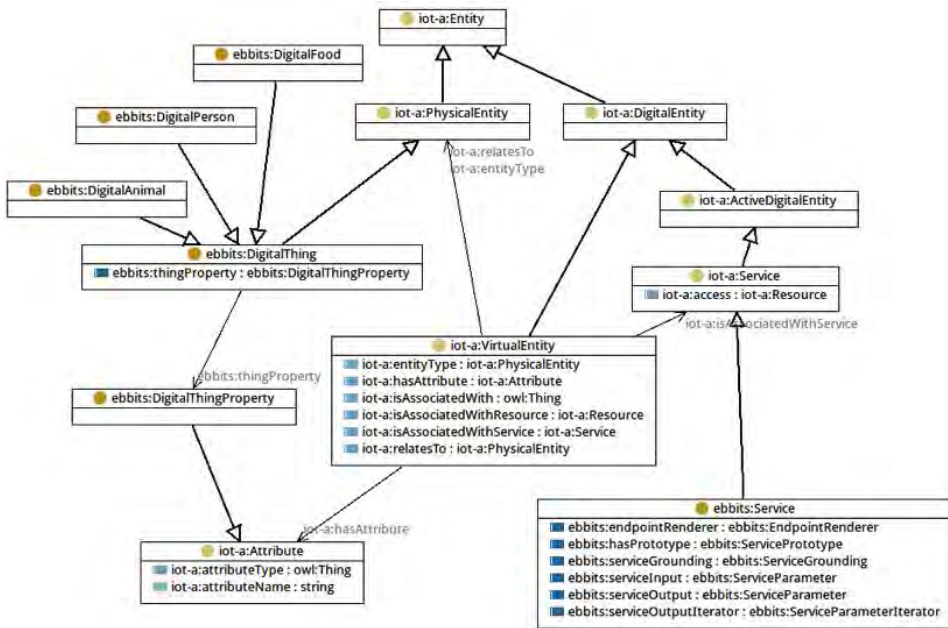 iot-a:Entity
ebbits:DigitalFood
ebbits:DigitalPerson
iot-a:PhysicalEntity
iot-a:DigitalEntity
iot-a:relatesTo
iot-a:entityType
ebbits:DigitalAnimal
iot-a:ActiveDigitalEntity
ebbits:DigitalThing
ebbits:thingProperty : ebbits:DigitalThingProperty
iot-a:Service
iot-a:access : iot-a:Resource
iot-a:isAssociatedWithService
iot-a:VirtualEntity
iot-a:entityType : iot-a:PhysicalEntity
iot-a:hasAttribute : iot-a:Attribute
iot-a:isAssociatedWith : owl:Thing
iot-a:isAssociatedWithResource : iot-a:Resource
iot-a:isAssociatedWithService : iot-a:Service
iot-a:relatesTo : iot-a:PhysicalEntity
ebbits:thingProperty
ebbits:DigitalThingProperty
iot-a:hasAttribute
iot-a:Attribute
iot-a:attributeType : owl:Thing
iot-a:attributeName : string
ebbits:Service
ebbits:endpointRenderer : ebbits:EndpointRenderer
ebbits:hasPrototype : ebbits:ServicePrototype
ebbits:serviceGrounding : ebbits:ServiceGrounding
ebbits:serviceInput : ebbits:ServiceParameter
ebbits:serviceOutput : ebbits:ServiceParameter
ebbits:serviceOutputIterator : ebbits:ServiceParameterIterator